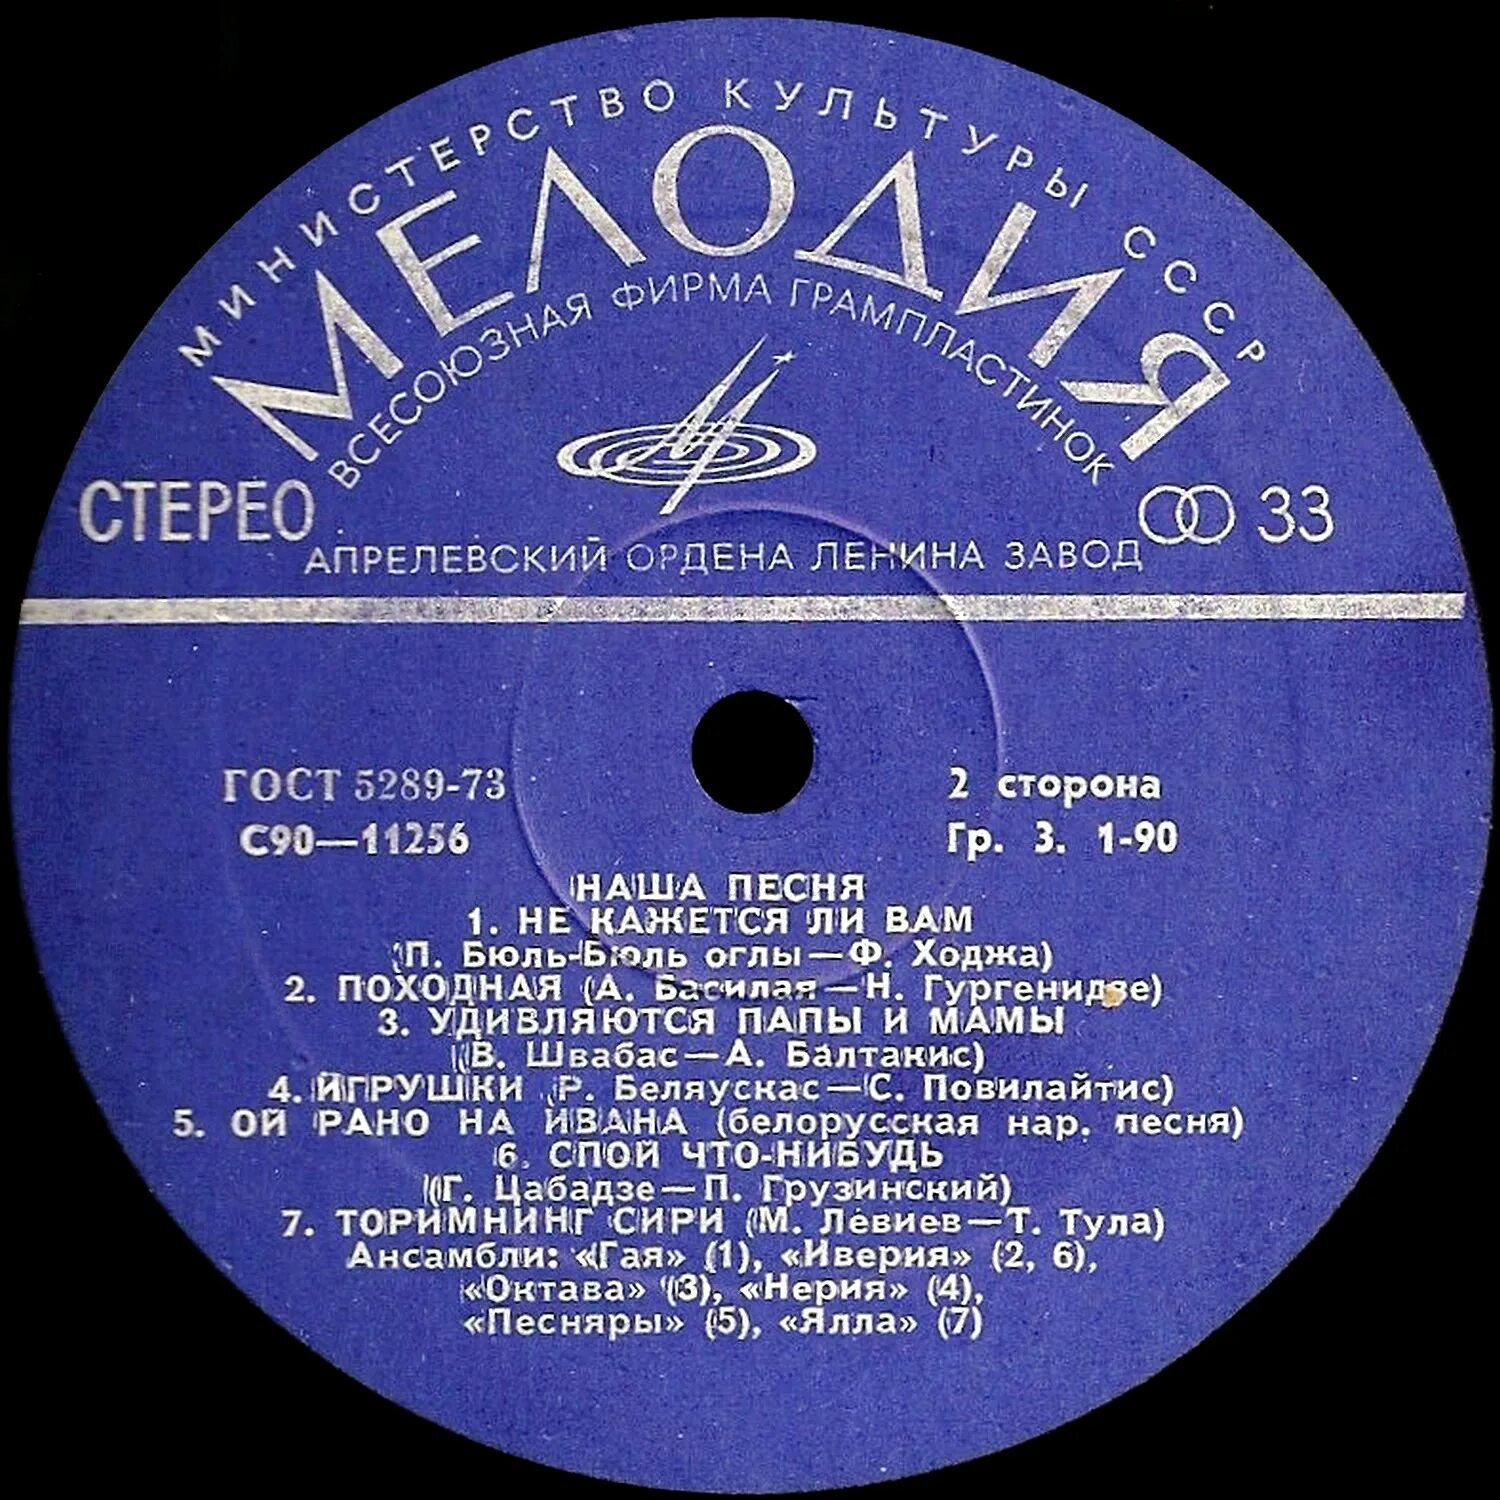 МИНИСТЕРСТВО КУЛЬТУРЫ СССР
МЕЛОДИЯ
ВСЕСОЮЗНАЯ ФИРМА ГРАМПЛАСТИНОК
СТЕРЕО
33
АПРЕЛЕВСКИЙ ОРДЕНА ЛЕНИНА ЗАВОД
ГОСТ 5289-73
2 сторона
С90—11256
Гр. 3. 1-90
НАША ПЕСНЯ
1. НЕ КАЖЕТСЯ ЛИ ВАМ
(П. Бюль-Бюль оглы—Ф. Ходжа)
2. ПОХОДНАЯ (А. Басилая—Н. Гургенидзе)
3. УДИВЛЯЮТСЯ ПАПЫ И МАМЫ
(В. Швабас—А. Балтакис)
4. ИГРУШКИ (Р. Беляускас—С. Повилайтис)
5. ОЙ РАНО НА ИВАНА (белорусская нар. песня)
6. СПОЙ ЧТО-НИБУДЬ
(Г. Цабадзе—П. Грузинский)
7. ТОРИМНИНГ СИРИ (М. Левиев—Т. Тула)
Ансамбли: «Гая» (1), «Иверия» (2, 6),
«Октава» (3), «Нерия» (4),
«Песняры» (5), «Ялла» (7)